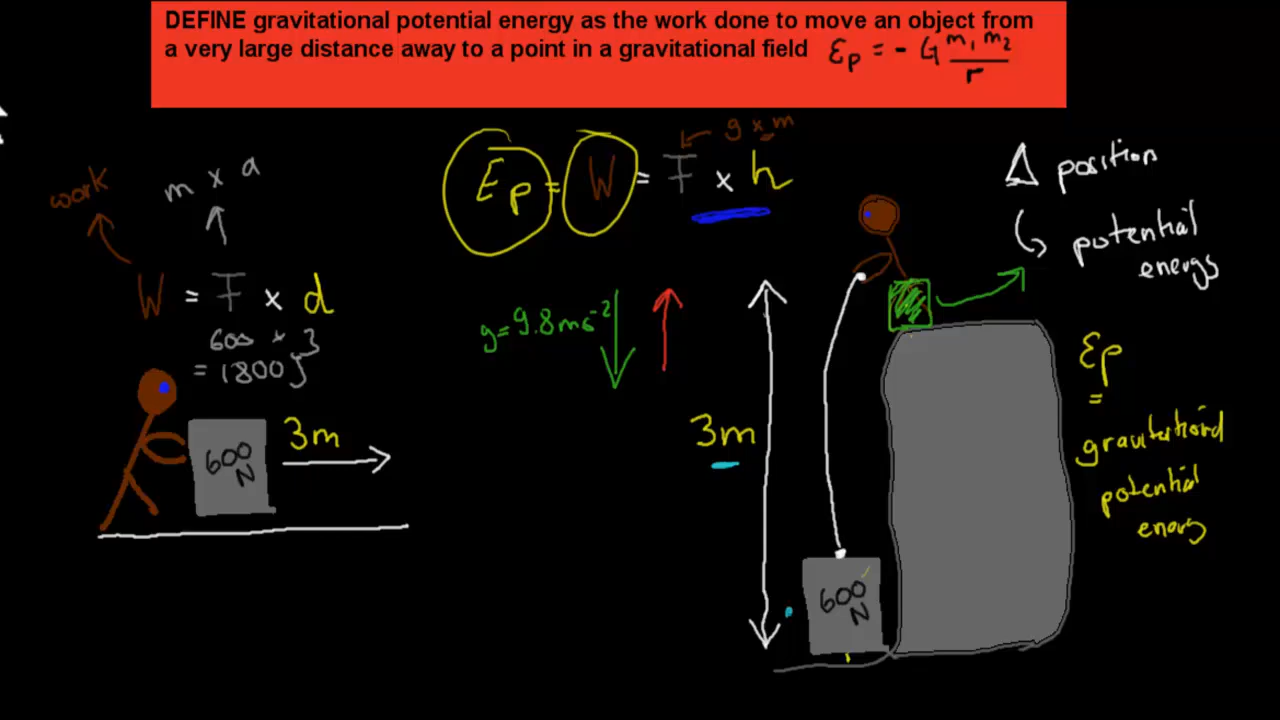 DEFINE gravitational potential energy as the work done to move an object from
a very large distance away to a point in a gravitational field Ep = - G m1 m2 / r
work
m x a
W = F x d
600 x 3
= 1800 J
600 N
3m
g x m
Ep = W = F x h
g = 9.8ms-2
3m
600 N
Δ position
potential
energy
Ep
=
gravitational
potential
energy